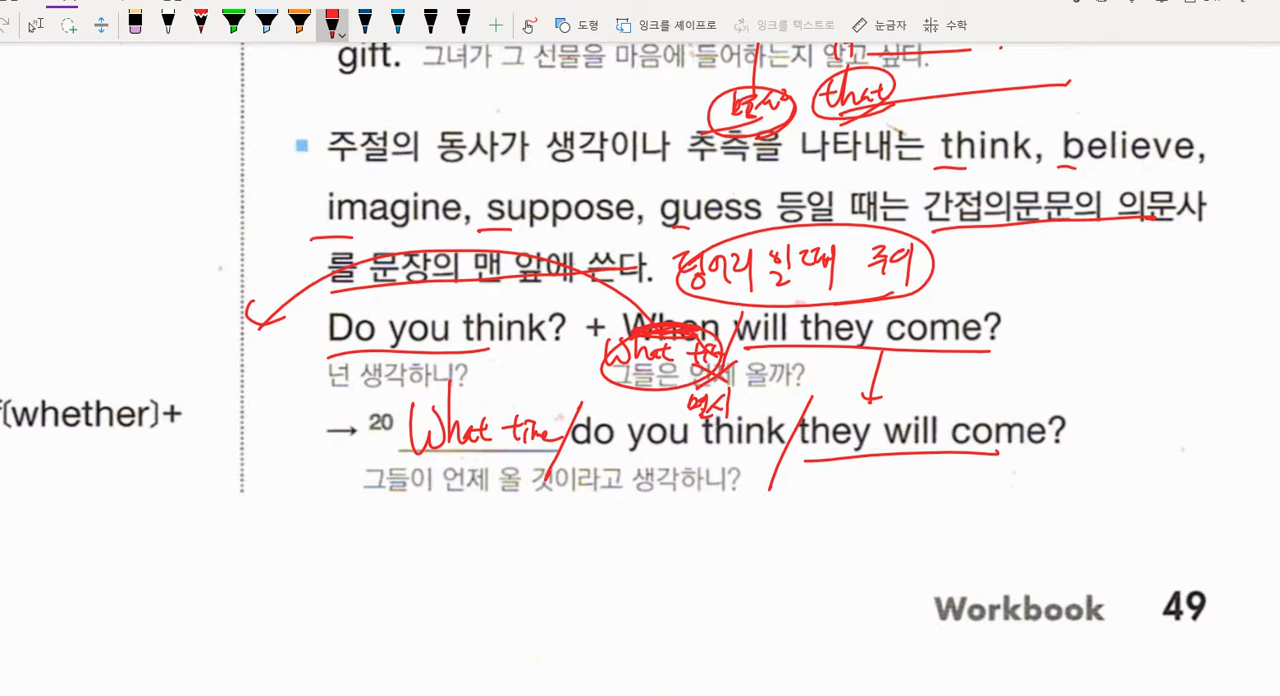 도형 잉크를 셰이프로 잉크를 텍스트로 눈금자 수학
gift. 그녀가 그 선물을 마음에 들어하는지 알고 싶다.
that
주절의 동사가 생각이나 추측을 나타내는 think, believe,
imagine, suppose, guess 등일 때는 간접의문문의 의문사
를 문장의 맨 앞에 쓴다. 덩어리 일 때 주의
Do you think? + When will they come?
What time
넌 생각하니? 그들은 언제 올까?
몇시
(whether)+
→ 20 What time do you think they will come?
그들이 언제 올 것이라고 생각하니?
Workbook 49